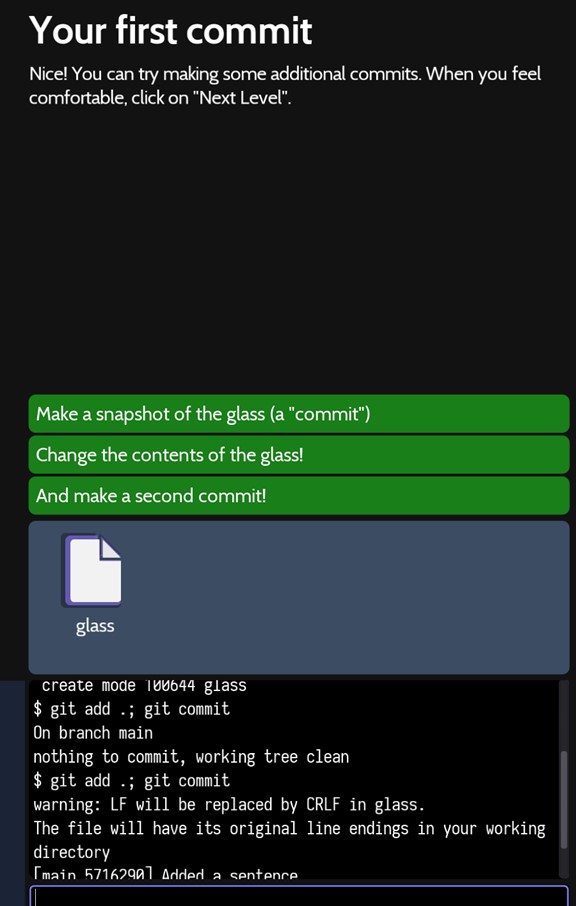 Your first commit
Nice! You can try making some additional commits. When you feel
comfortable, click on "Next Level".
Make a snapshot of the glass (a "commit")
Change the contents of the glass!
And make a second commit!
glass
create mode 100644 glass
$ git add .; git commit
On branch main
nothing to commit, working tree clean
$ git add .; git commit
warning: LF will be replaced by CRLF in glass.
The file will have its original line endings in your working
directory
[main 5716290] Added a sentence